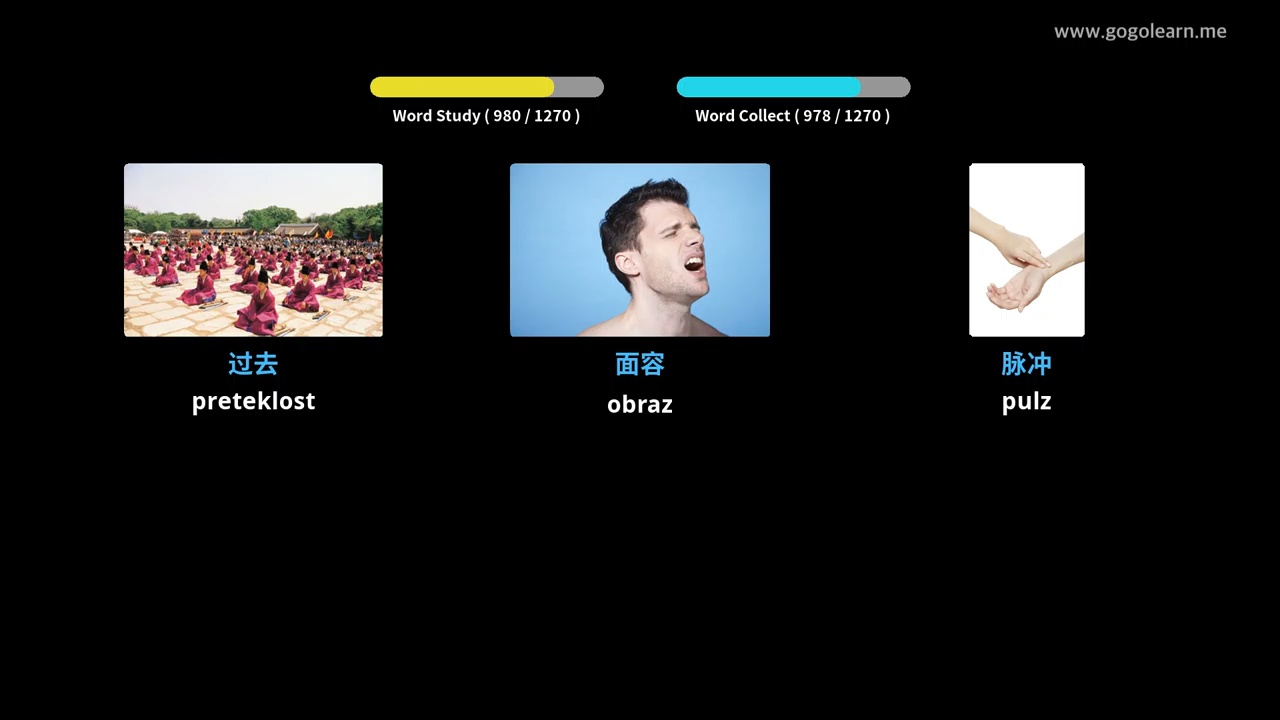 www.gogolearn.me
Word Study ( 980 / 1270 )
Word Collect ( 978 / 1270 )
过去
preteklost
面容
obraz
脉冲
pulz